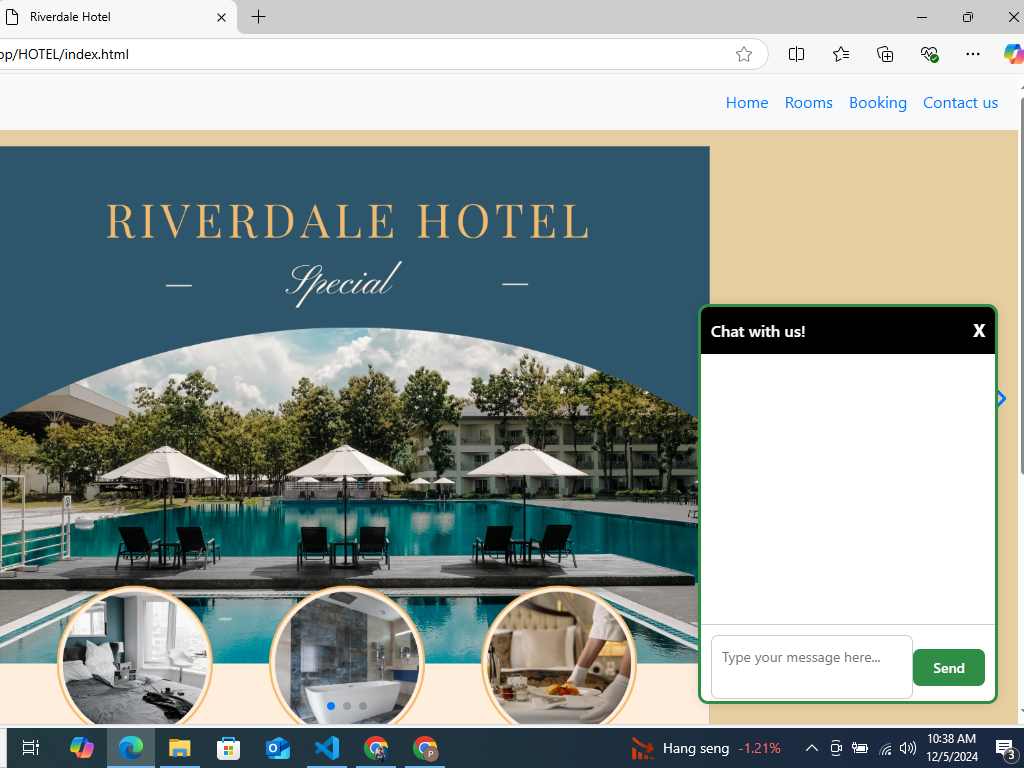 Riverdale Hotel
op/HOTEL/index.html
Home Rooms Booking Contact us
RIVERDALE HOTEL
Special
Chat with us!
X
Type your message here...
Send
Hang seng -1.21%
10:38 AM
12/5/2024
3